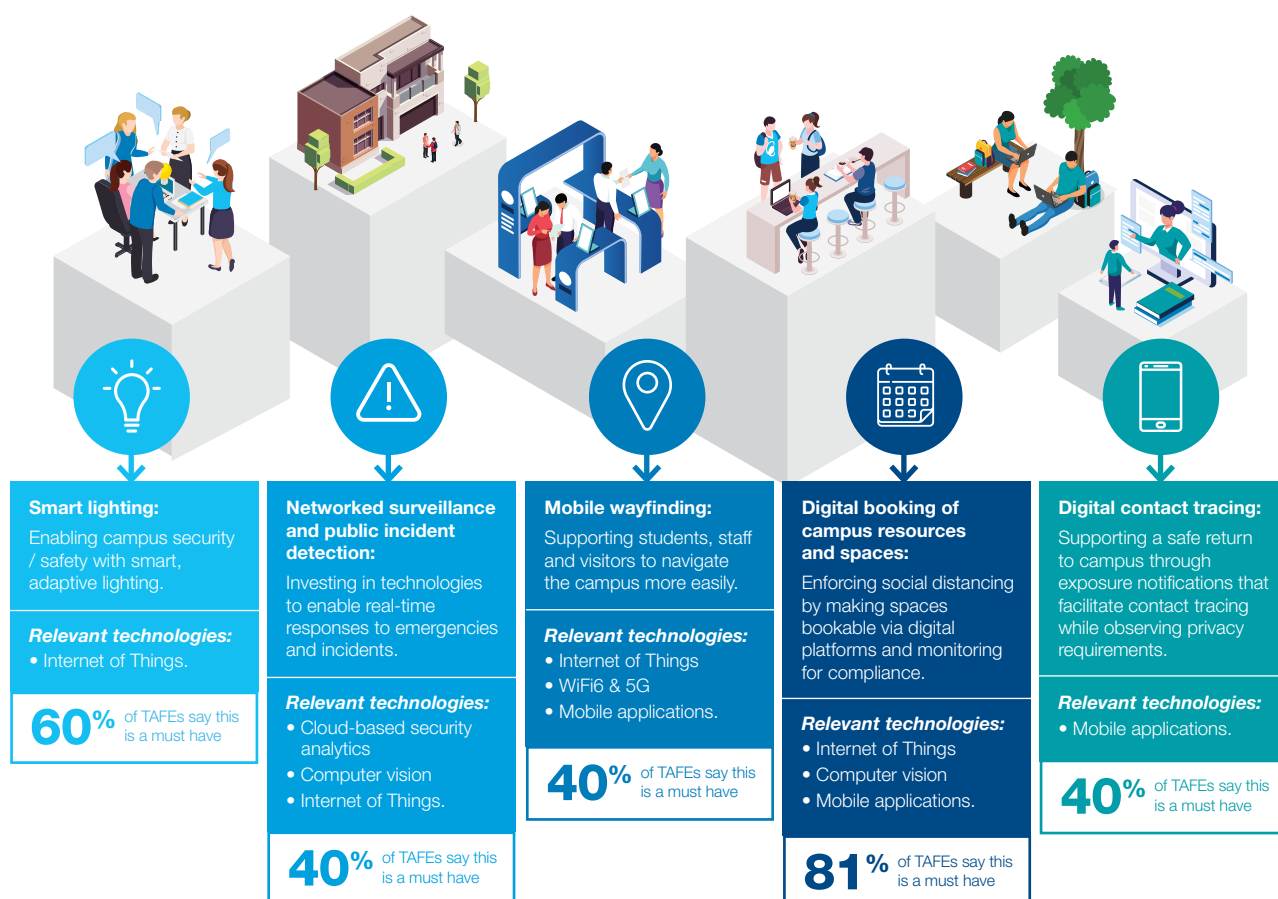 Smart lighting:
Enabling campus security
/ safety with smart,
adaptive lighting.
Relevant technologies:
• Internet of Things.
60% of TAFEs say this
is a must have
Networked surveillance
and public incident
detection:
Investing in technologies
to enable real-time
responses to emergencies
and incidents.
Relevant technologies:
• Cloud-based security
analytics
• Computer vision
• Internet of Things.
40% of TAFEs say this
is a must have
Mobile wayfinding:
Supporting students, staff
and visitors to navigate
the campus more easily.
Relevant technologies:
• Internet of Things
• WiFi6 & 5G
• Mobile applications.
40% of TAFEs say this
is a must have
Digital booking of
campus resources
and spaces:
Enforcing social distancing
by making spaces
bookable via digital
platforms and monitoring
for compliance.
Relevant technologies:
• Internet of Things
• Computer vision
• Mobile applications.
81% of TAFEs say this
is a must have
Digital contact tracing:
Supporting a safe return
to campus through
exposure notifications that
facilitate contact tracing
while observing privacy
requirements.
Relevant technologies:
• Mobile applications.
40% of TAFEs say this
is a must have